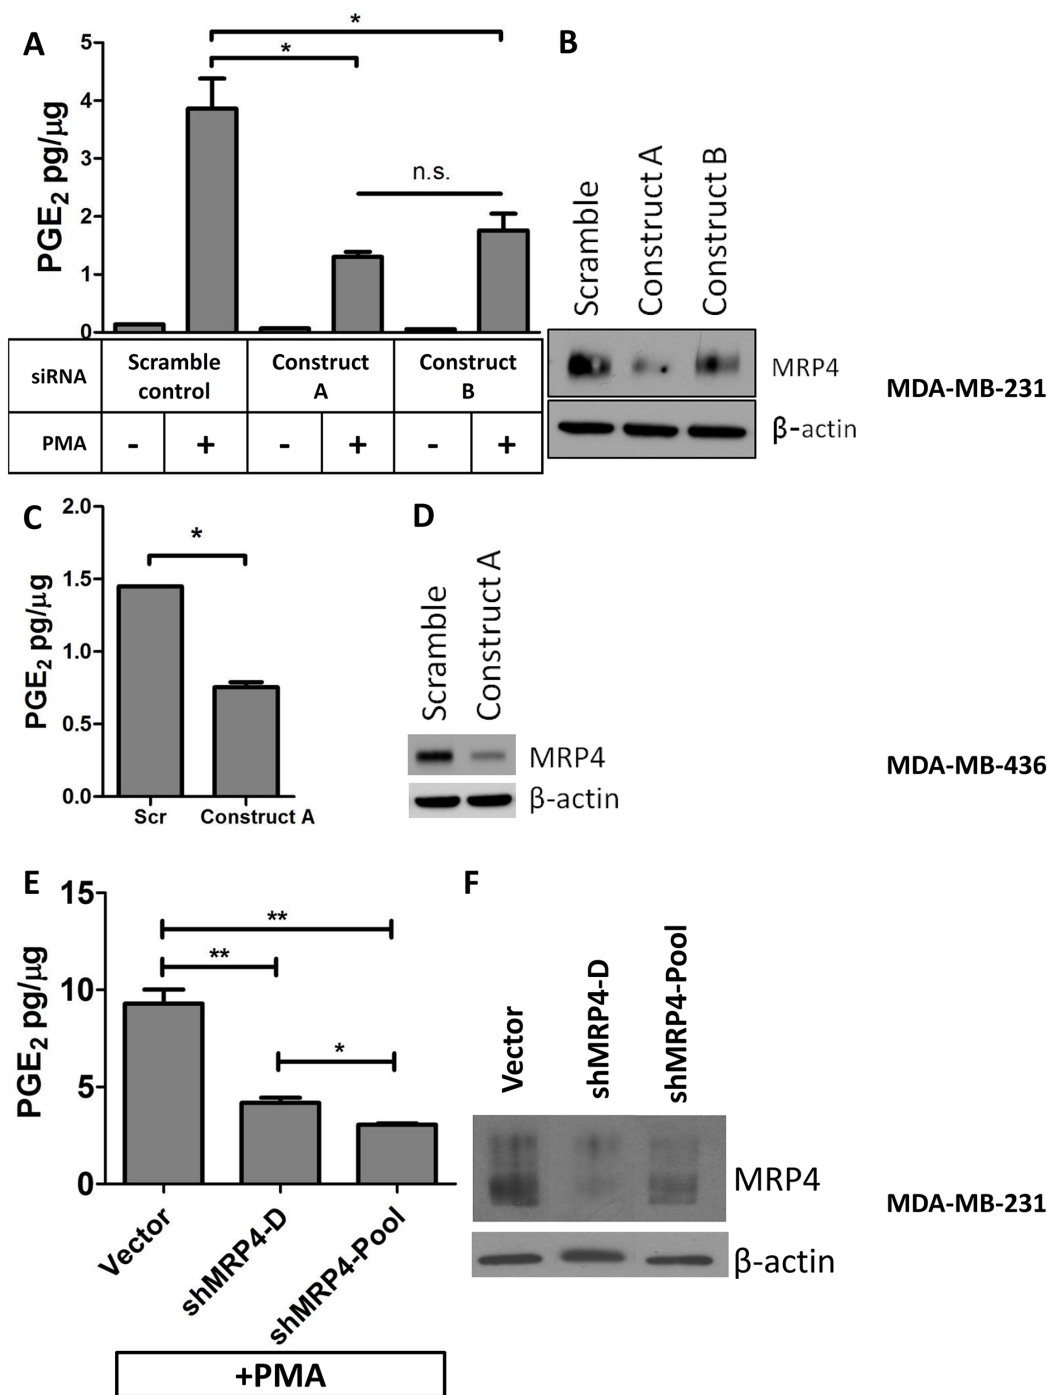 A
PGE2 pg/μg
5
4
3
2
1
0
*
*
n.s.
siRNA
Scramble
control
Construct
A
Construct
B
PMA
-
+
-
+
-
+
B
Scramble
Construct A
Construct B
MRP4
β-actin
MDA-MB-231
C
PGE2 pg/μg
2.0
1.5
1.0
0.5
0.0
*
Scr
Construct A
D
Scramble
Construct A
MRP4
β-actin
MDA-MB-436
E
PGE2 pg/μg
15
10
5
0
**
**
*
Vector
shMRP4-D
shMRP4-Pool
+PMA
F
Vector
shMRP4-D
shMRP4-Pool
MRP4
β-actin
MDA-MB-231